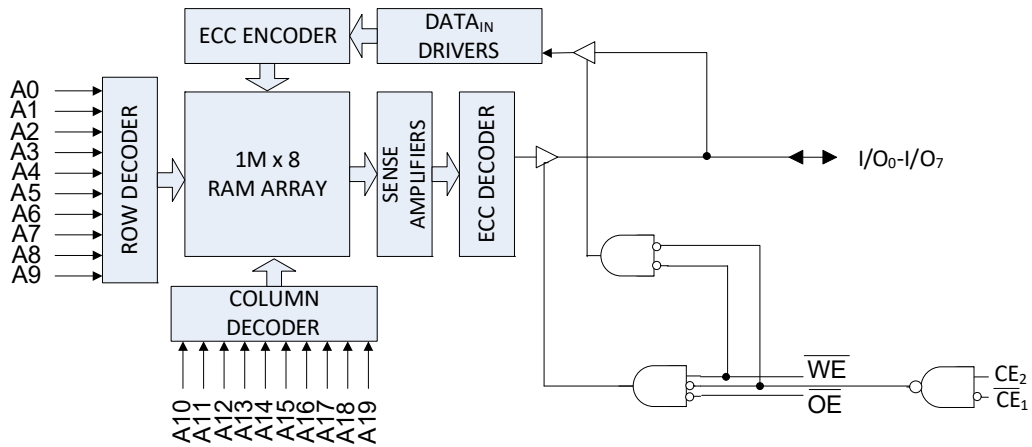 ECC ENCODER
DATAIN
DRIVERS
A0
A1
A2
A3
A4
A5
A6
A7
A8
A9
ROW DECODER
1M x 8
RAM ARRAY
SENSE
AMPLIFIERS
ECC DECODER
I/O0-I/O7
COLUMN
DECODER
A10
A11
A12
A13
A14
A15
A16
A17
A18
A19
WE
OE
CE2
CE1